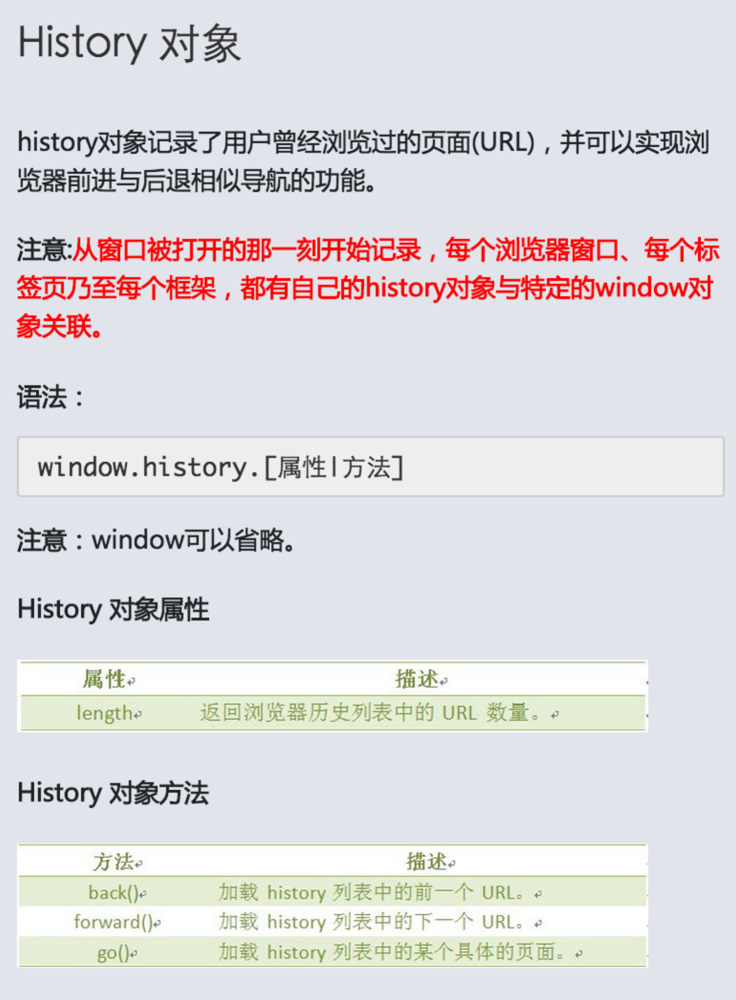 History 对象
history对象记录了用户曾经浏览过的页面(URL)，并可以实现浏
览器前进与后退相似导航的功能。
注意:从窗口被打开的那一刻开始记录，每个浏览器窗口、每个标
签页乃至每个框架，都有自己的history对象与特定的window对
象关联。
语法：
window.history.[属性|方法]
注意：window可以省略。
History 对象属性
属性 描述
length 返回浏览器历史列表中的 URL 数量。
History 对象方法
方法 描述
back() 加载 history 列表中的前一个 URL。
forward() 加载 history 列表中的下一个 URL。
go() 加载 history 列表中的某个具体的页面。